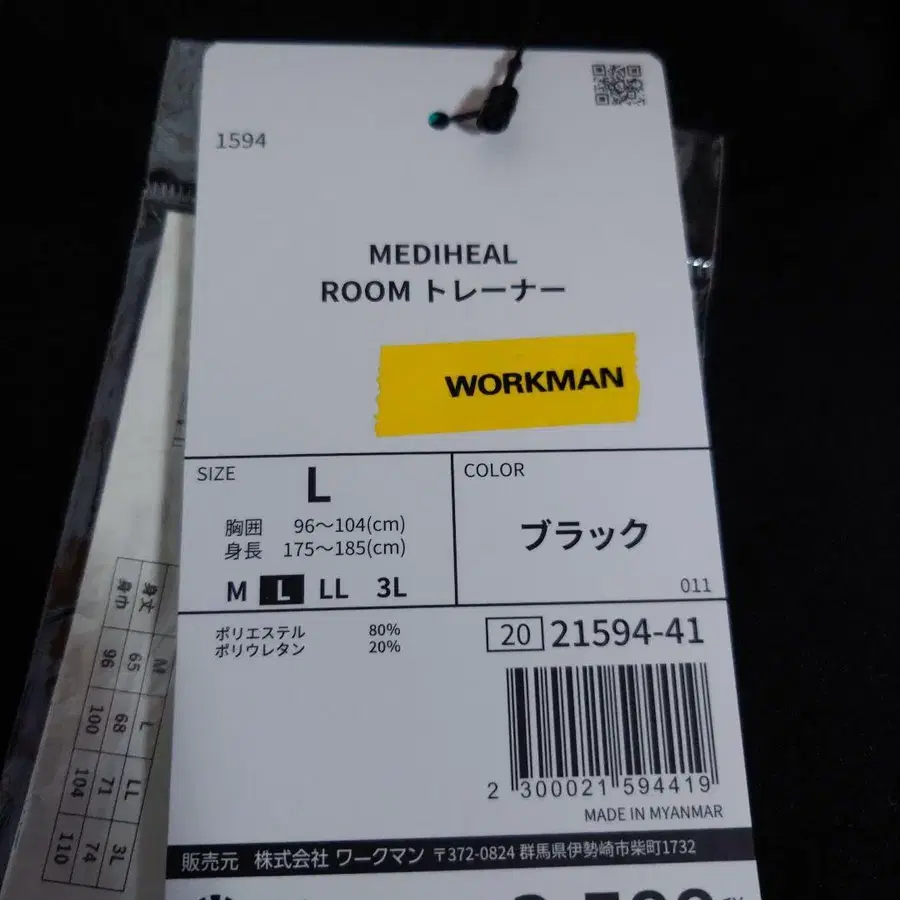 1594
MEDIHEAL
ROOM トレーナー
WORKMAN
SIZE
L
胸囲 96〜104(cm)
身長 175〜185(cm)
M L LL 3L
COLOR
ブラック
011
ポリエステル 80%
ポリウレタン 20%
20 21594-41
2 300021 594419
MADE IN MYANMAR
販売元 株式会社 ワークマン 〒372-0824 群馬県伊勢崎市柴町1732
M L LL 3L
身丈 65 68 71 74
身巾 96 100 104 110